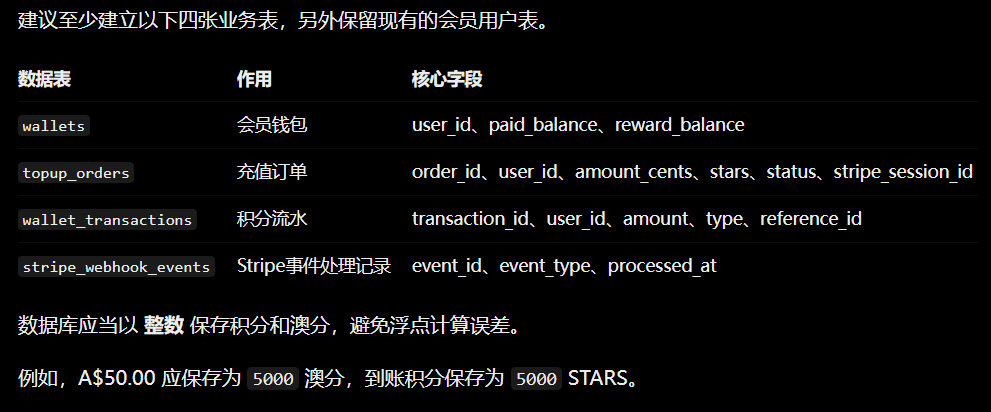 建议至少建立以下四张业务表，另外保留现有的会员用户表。
数据表 作用 核心字段
wallets 会员钱包 user_id、paid_balance、reward_balance
topup_orders 充值订单 order_id、user_id、amount_cents、stars、status、stripe_session_id
wallet_transactions 积分流水 transaction_id、user_id、amount、type、reference_id
stripe_webhook_events Stripe事件处理记录 event_id、event_type、processed_at
数据库应当以 整数 保存积分和澳分，避免浮点计算误差。
例如，A$50.00 应保存为 5000 澳分，到账积分保存为 5000 STARS。